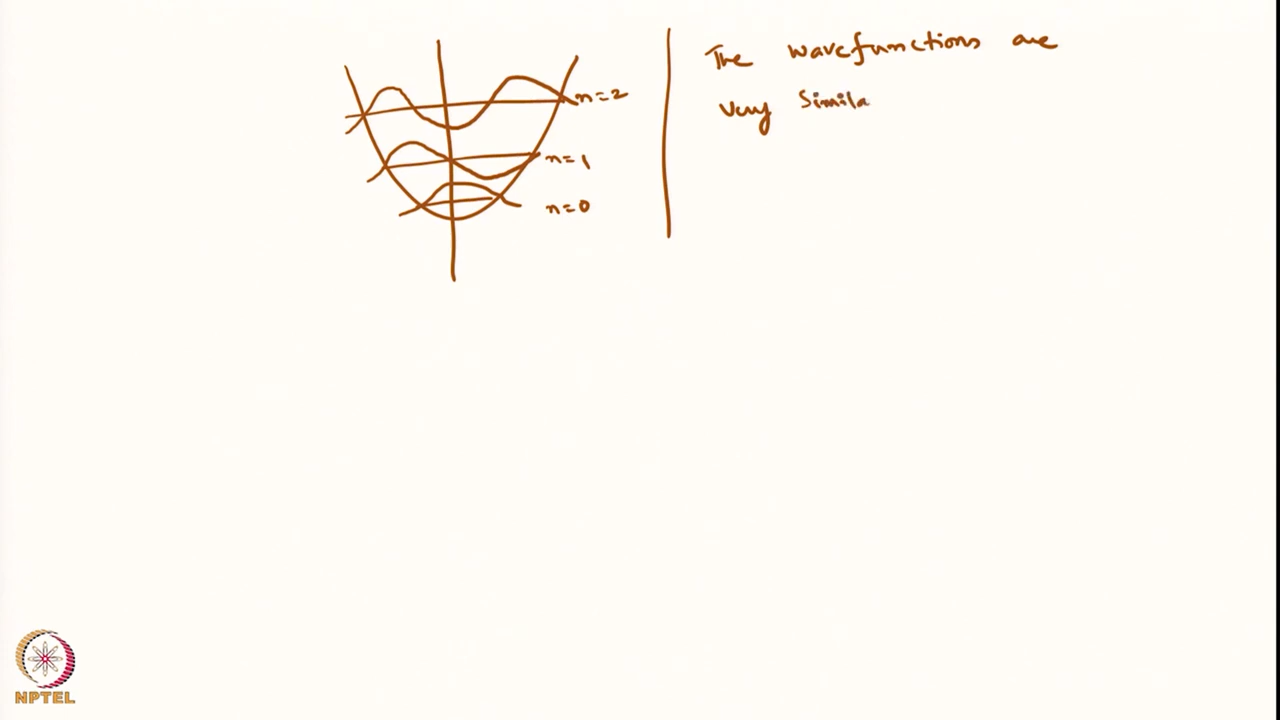 n=2
n=1
n=0
The wavefunctions are
very Simila
NPTEL